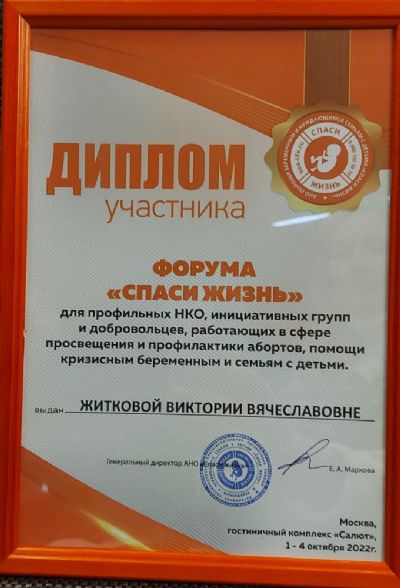 ДИПЛОМ
участника
СПАСИ
ЖИЗНЬ
ФОРУМА
«СПАСИ ЖИЗНЬ»
для профильных НКО, инициативных групп
и добровольцев, работающих в сфере
просвещения и профилактики абортов, помощи
кризисным беременным и семьям с детьми.
выдан ЖИТКОВОЙ ВИКТОРИИ ВЯЧЕСЛАВОВНЕ
Генеральный директор АНО
Е. А. Маркова
Москва,
гостиничный комплекс «Салют»,
1 - 4 октября 2022г.